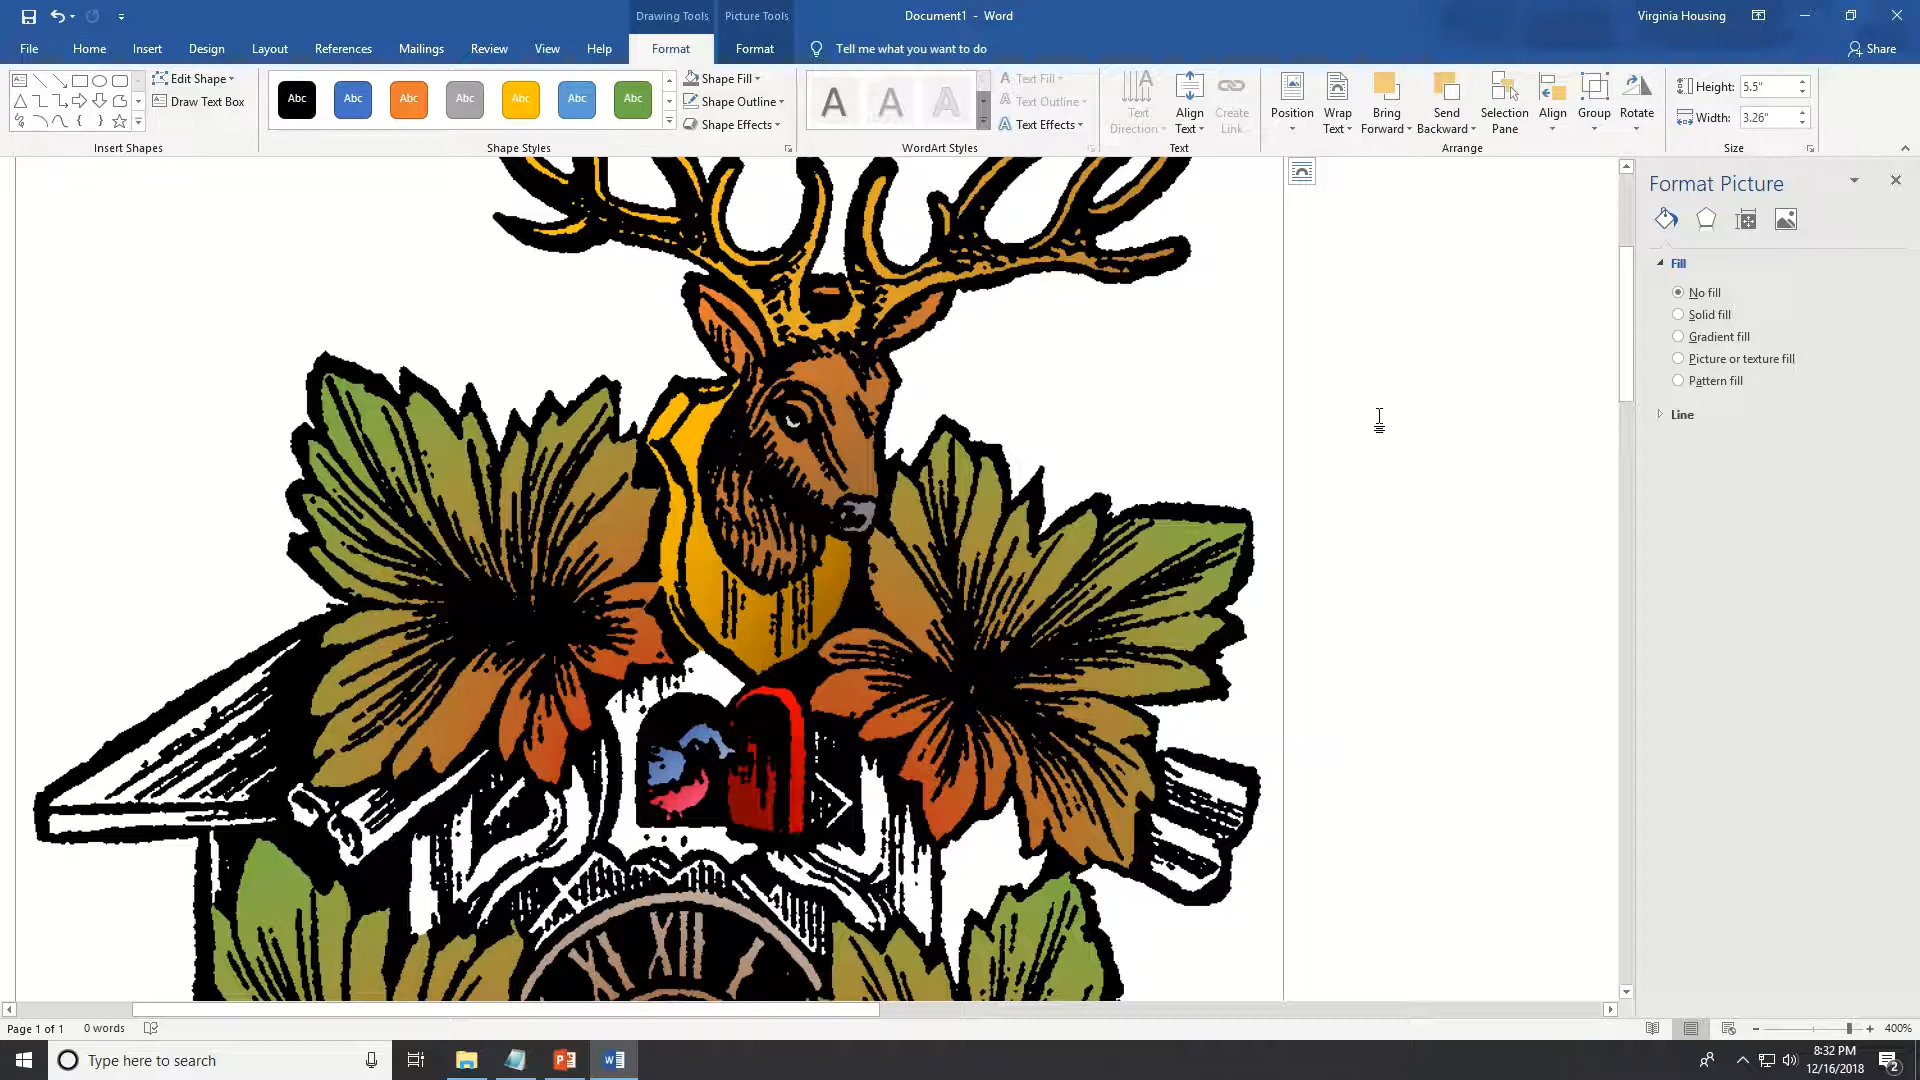 Drawing Tools Picture Tools Document1 - Word Virginia Housing
File Home Insert Design Layout References Mailings Review View Help Format Format Tell me what you want to do Share
Edit Shape
Draw Text Box
Insert Shapes
Abc Abc Abc Abc Abc Abc Abc
Shape Fill
Shape Outline
Shape Effects
Shape Styles
A A A
A Text Fill
A Text Outline
A Text Effects
WordArt Styles
Text Direction
Align Text
Create Link
Text
Position
Wrap Text
Bring Forward
Send Backward
Selection Pane
Align
Group
Rotate
Arrange
Height: 5.5"
Width: 3.26"
Size
Format Picture
Fill
No fill
Solid fill
Gradient fill
Picture or texture fill
Pattern fill
Line
XI XII I
Page 1 of 1 0 words 400%
Type here to search
8:32 PM
12/16/2018
2